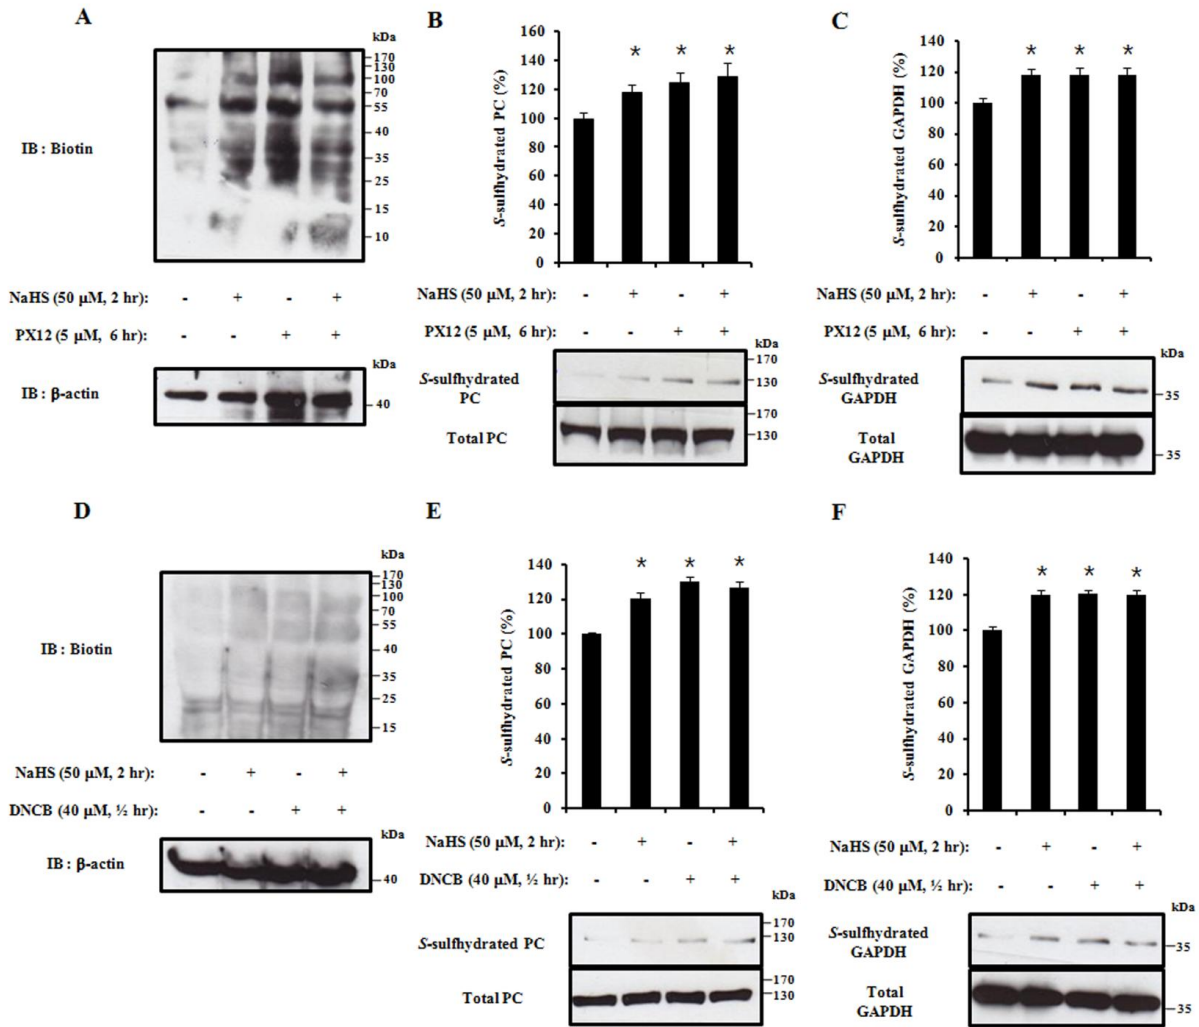 A
kDa
170
130
100
70
55
40
35
25
15
10
IB : Biotin
NaHS (50 μM, 2 hr): - + - +
PX12 (5 μM, 6 hr): - - + +
kDa
IB : β-actin
40
B
S-sulfhydrated PC (%)
160
140
120
100
80
60
40
20
0
* * *
NaHS (50 μM, 2 hr): - + - +
PX12 (5 μM, 6 hr): - - + +
kDa
S-sulfhydrated
PC
170
130
Total PC
170
130
C
S-sulfhydrated GAPDH (%)
140
120
100
80
60
40
20
0
* * *
NaHS (50 μM, 2 hr): - + - +
PX12 (5 μM, 6 hr): - - + +
kDa
S-sulfhydrated
GAPDH
35
Total
GAPDH
35
D
kDa
170
130
100
70
55
40
35
25
15
IB : Biotin
NaHS (50 μM, 2 hr): - + - +
DNCB (40 μM, ½ hr): - - + +
kDa
IB : β-actin
40
E
S-sulfhydrated PC (%)
140
120
100
80
60
40
20
0
* * *
NaHS (50 μM, 2 hr): - + - +
DNCB (40 μM, ½ hr): - - + +
kDa
S-sulfhydrated PC
170
130
Total PC
170
130
F
S-sulfhydrated GAPDH (%)
140
120
100
80
60
40
20
0
* * *
NaHS (50 μM, 2 hr): - + - +
DNCB (40 μM, ½ hr): - - + +
kDa
S-sulfhydrated
GAPDH
35
Total
GAPDH
35